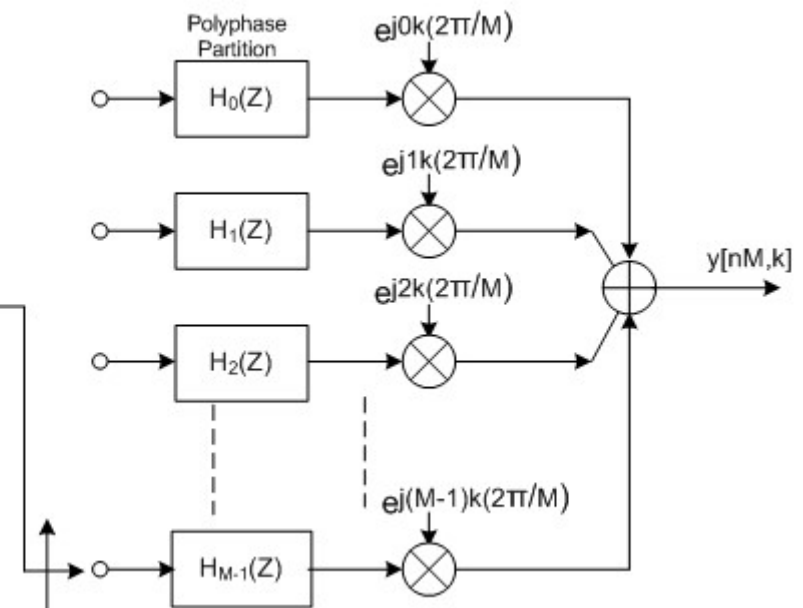 Polyphase
Partition
ej0k(2π/M)
H0(Z)
ej1k(2π/M)
H1(Z)
y[nM,k]
ej2k(2π/M)
H2(Z)
ej(M-1)k(2π/M)
HM-1(Z)